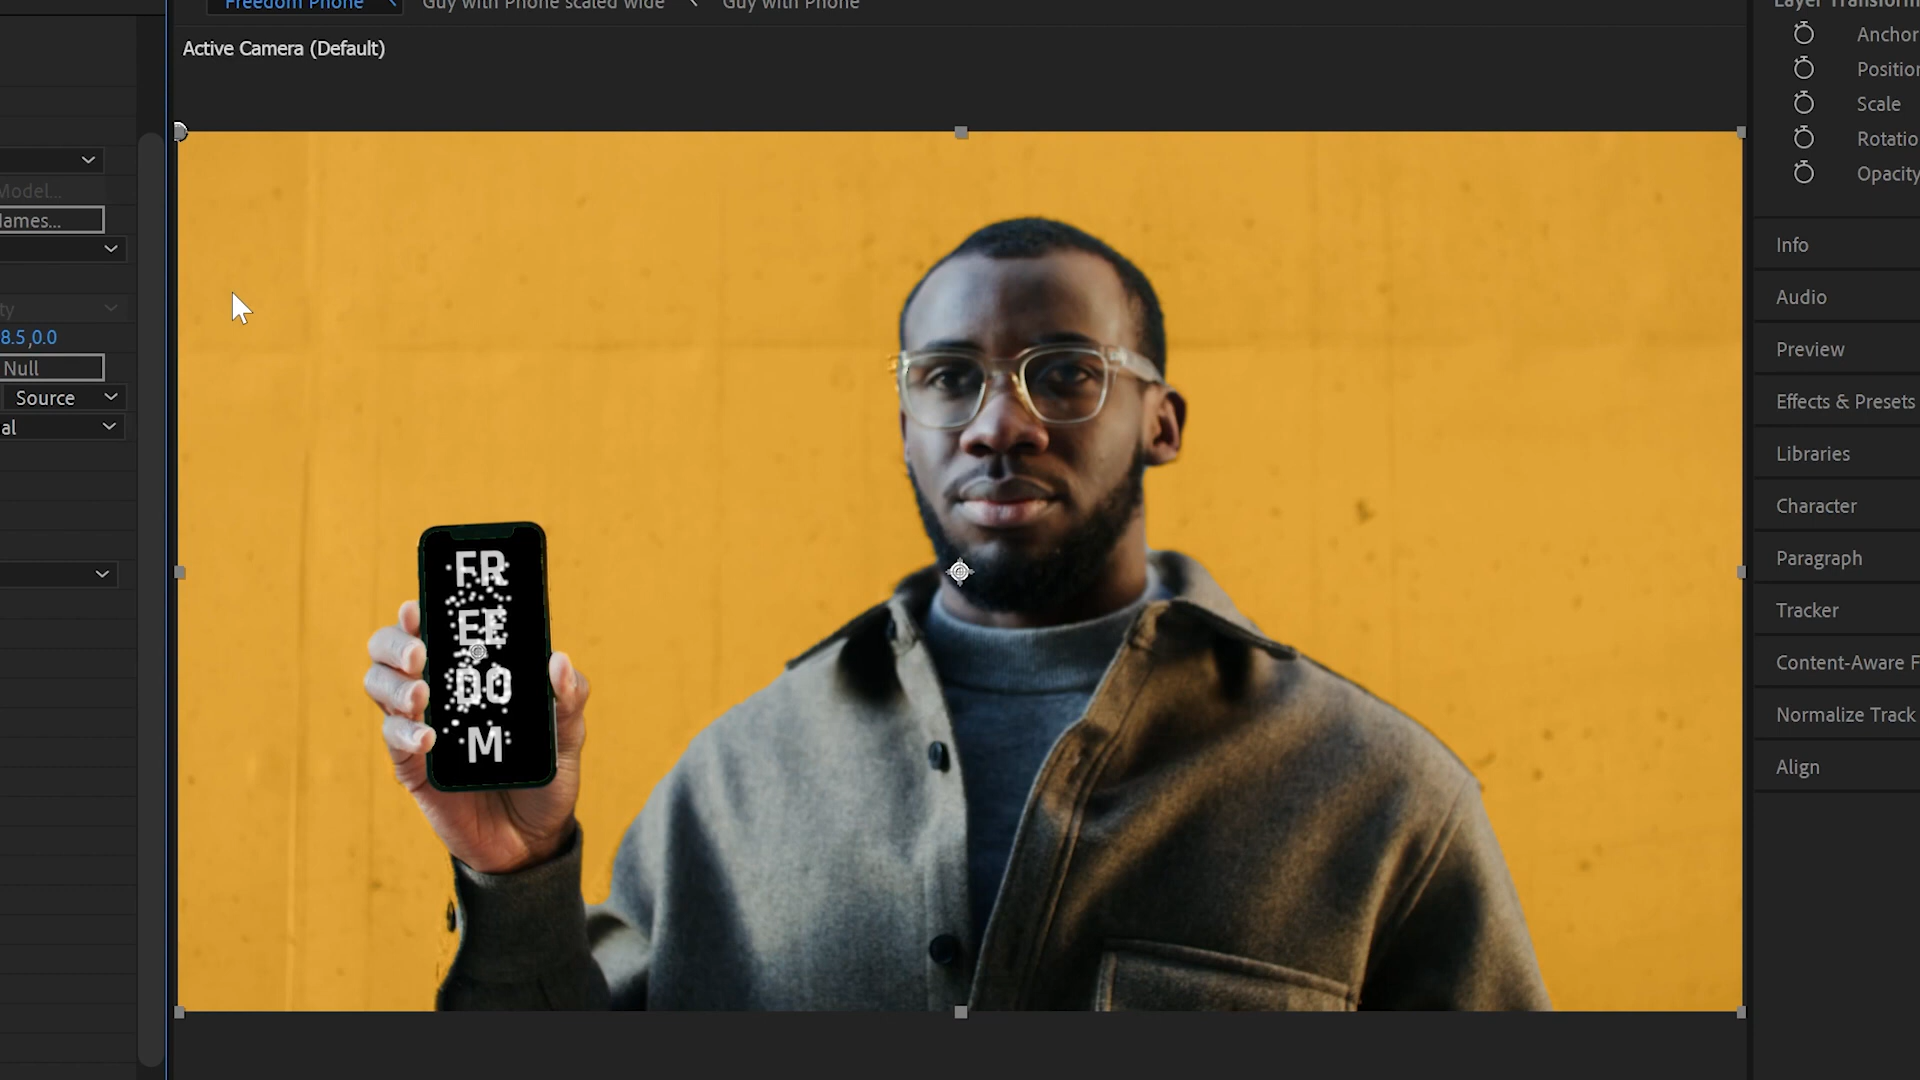 Freedom Phone
Guy with Phone scaled wide
Guy with Phone
Active Camera (Default)
Model...
Names...
8.5,0.0
Null
Source
Layer Transform
Anchor
Position
Scale
Rotatio
Opacity
Info
Audio
Preview
Effects & Presets
Libraries
Character
Paragraph
Tracker
Content-Aware F
Normalize Track
Align
FR
EE
DO
M